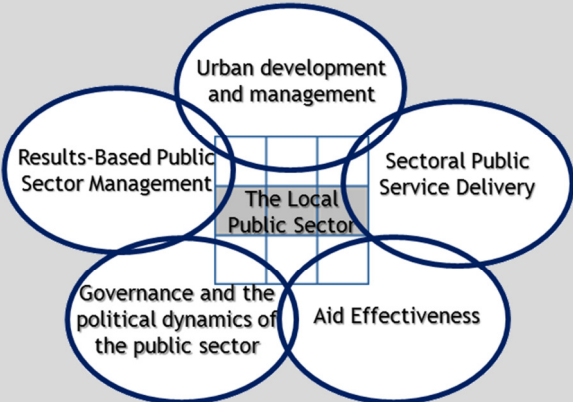 Urban development
and management
Results-Based Public
Sector Management
Sectoral Public
Service Delivery
The Local
Public Sector
Governance and the
political dynamics of
the public sector
Aid Effectiveness